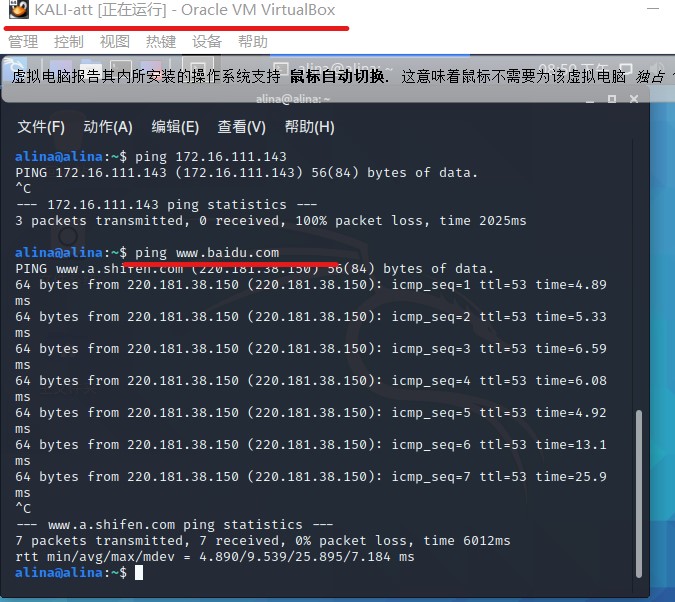 KALI-att [正在运行] - Oracle VM VirtualBox
管理 控制 视图 热键 设备 帮助
虚拟电脑报告其内所安装的操作系统支持 鼠标自动切换. 这意味着鼠标不需要为该虚拟电脑 独占
alina@alina: ~
文件(F) 动作(A) 编辑(E) 查看(V) 帮助(H)
alina@alina:~$ ping 172.16.111.143
PING 172.16.111.143 (172.16.111.143) 56(84) bytes of data.
^C
--- 172.16.111.143 ping statistics ---
3 packets transmitted, 0 received, 100% packet loss, time 2025ms
alina@alina:~$ ping www.baidu.com
PING www.a.shifen.com (220.181.38.150) 56(84) bytes of data.
64 bytes from 220.181.38.150 (220.181.38.150): icmp_seq=1 ttl=53 time=4.89
ms
64 bytes from 220.181.38.150 (220.181.38.150): icmp_seq=2 ttl=53 time=5.33
ms
64 bytes from 220.181.38.150 (220.181.38.150): icmp_seq=3 ttl=53 time=6.59
ms
64 bytes from 220.181.38.150 (220.181.38.150): icmp_seq=4 ttl=53 time=6.08
ms
64 bytes from 220.181.38.150 (220.181.38.150): icmp_seq=5 ttl=53 time=4.92
ms
64 bytes from 220.181.38.150 (220.181.38.150): icmp_seq=6 ttl=53 time=13.1
ms
64 bytes from 220.181.38.150 (220.181.38.150): icmp_seq=7 ttl=53 time=25.9
ms
^C
--- www.a.shifen.com ping statistics ---
7 packets transmitted, 7 received, 0% packet loss, time 6012ms
rtt min/avg/max/mdev = 4.890/9.539/25.895/7.184 ms
alina@alina:~$